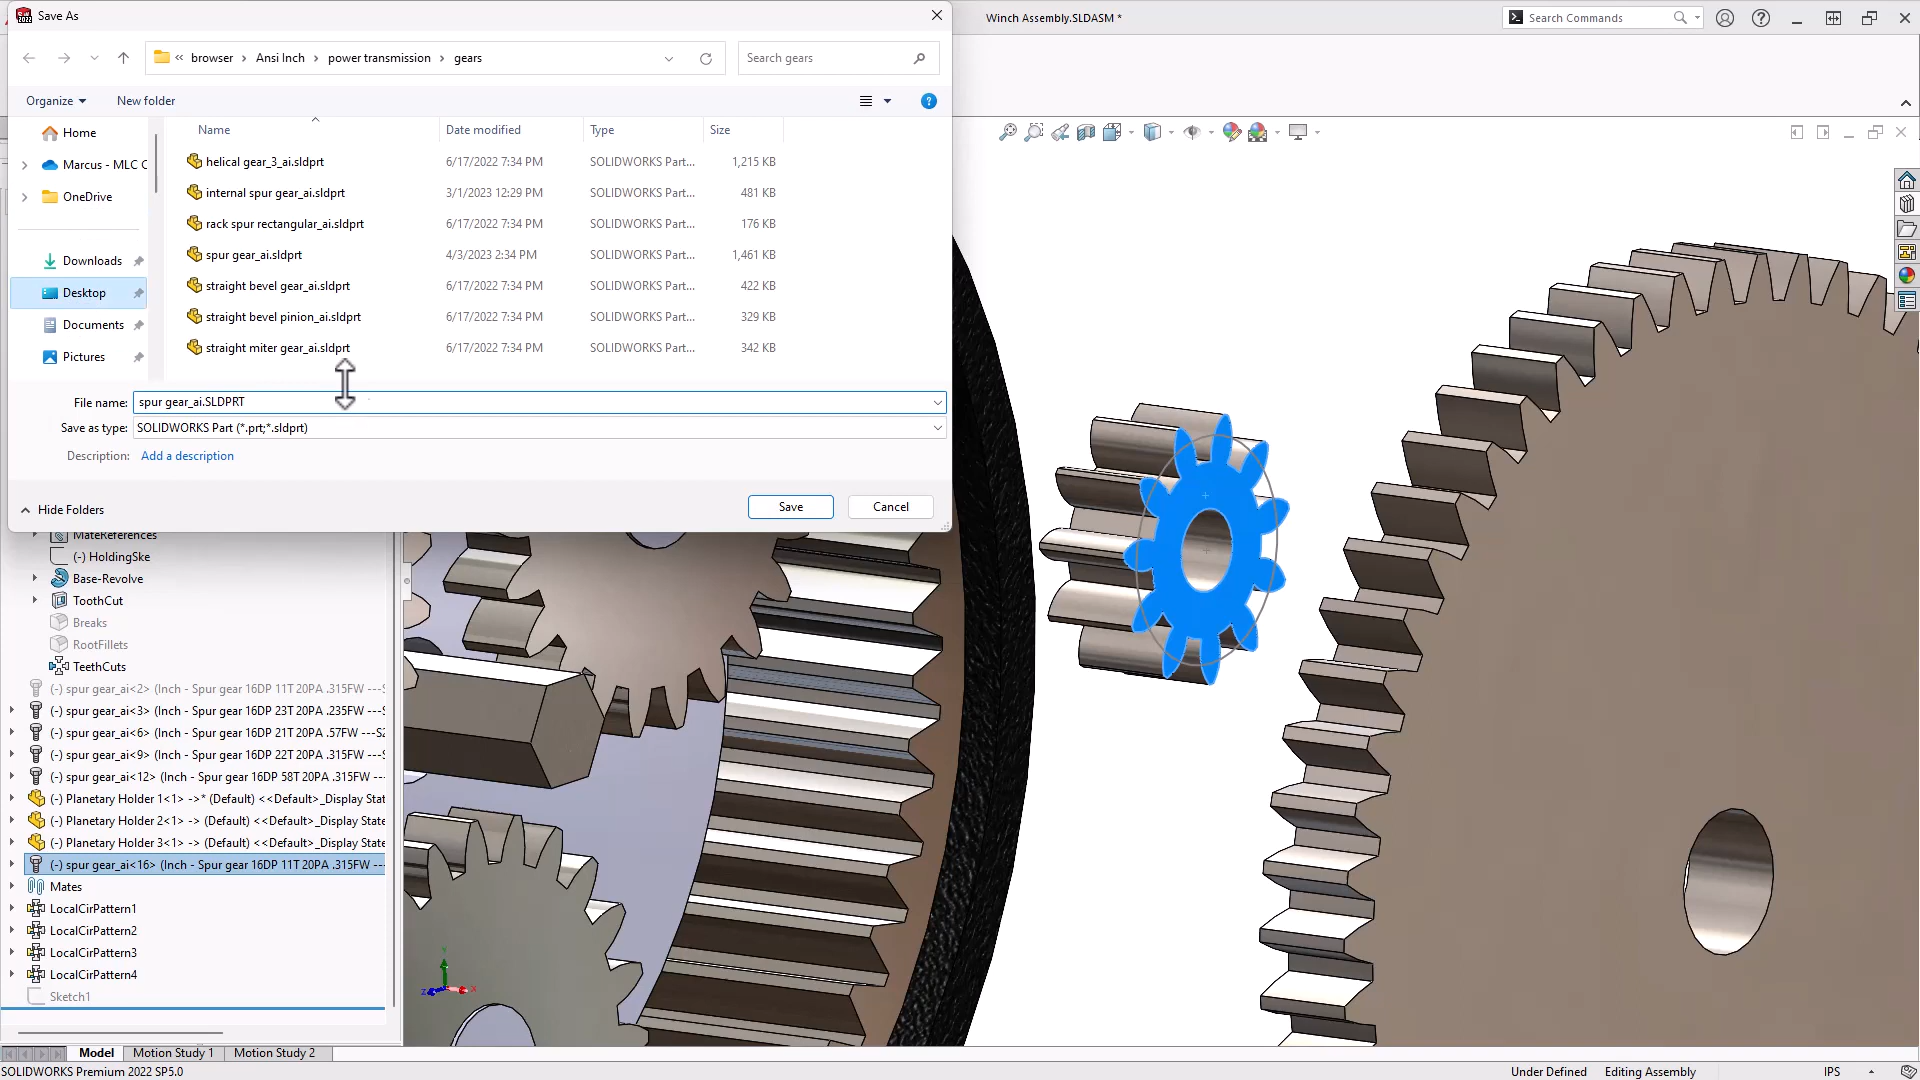 Save As
Winch Assembly.SLDASM *
Search Commands
browser > Ansi Inch > power transmission > gears
Search gears
Organize
New folder
Home
Marcus - MLC C
OneDrive
Downloads
Desktop
Documents
Pictures
Name Date modified Type Size
helical gear_3_ai.sldprt 6/17/2022 7:34 PM SOLIDWORKS Part... 1,215 KB
internal spur gear_ai.sldprt 3/1/2023 12:29 PM SOLIDWORKS Part... 481 KB
rack spur rectangular_ai.sldprt 6/17/2022 7:34 PM SOLIDWORKS Part... 176 KB
spur gear_ai.sldprt 4/3/2023 2:34 PM SOLIDWORKS Part... 1,461 KB
straight bevel gear_ai.sldprt 6/17/2022 7:34 PM SOLIDWORKS Part... 422 KB
straight bevel pinion_ai.sldprt 6/17/2022 7:34 PM SOLIDWORKS Part... 329 KB
straight miter gear_ai.sldprt 6/17/2022 7:34 PM SOLIDWORKS Part... 342 KB
File name: spur gear_ai.SLDPRT
Save as type: SOLIDWORKS Part (*.prt;*.sldprt)
Description: Add a description
Hide Folders
Save
Cancel
MateReferences
(-) HoldingSke
Base-Revolve
ToothCut
Breaks
RootFillets
TeethCuts
(-) spur gear_ai<2> (Inch - Spur gear 16DP 11T 20PA .315FW ---S
(-) spur gear_ai<3> (Inch - Spur gear 16DP 23T 20PA .235FW ---S
(-) spur gear_ai<6> (Inch - Spur gear 16DP 21T 20PA .57FW ---S2
(-) spur gear_ai<9> (Inch - Spur gear 16DP 22T 20PA .315FW ---S
(-) spur gear_ai<12> (Inch - Spur gear 16DP 58T 20PA .315FW ---
(-) Planetary Holder 1<1> ->* (Default) <<Default>_Display State
(-) Planetary Holder 2<1> -> (Default) <<Default>_Display State
(-) Planetary Holder 3<1> -> (Default) <<Default>_Display State
(-) spur gear_ai<16> (Inch - Spur gear 16DP 11T 20PA .315FW ---
Mates
LocalCirPattern1
LocalCirPattern2
LocalCirPattern3
LocalCirPattern4
Sketch1
Model
Motion Study 1
Motion Study 2
SOLIDWORKS Premium 2022 SP5.0
Under Defined
Editing Assembly
IPS